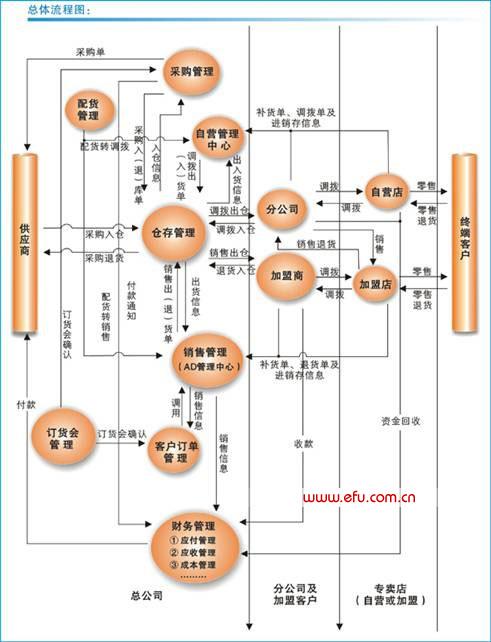 总体流程图：
采购单
采购管理
配货
管理
自营管理
中心
补货单、调拨单及
进销存信息
配货转调拨
采购入（退）库单
入仓信息
调拨出（入）货单
出入货信息
供应商
分公司
调拨
调拨
自营店
零售
零售
退货
终端客户
采购入仓
采购退货
仓存管理
调拨出仓
调拨入仓
销售出仓
退货入仓
销售退货
销售
加盟商
调拨
调拨
加盟店
零售
零售
退货
订货会确认
配货转销售
付款通知
销售出（退）货单
出货信息
销售管理
（AD管理中心）
补货单、退货单及
进销存信息
付款
调用
销售信息
销售信息
订货会
管理
订货会确认
客户订单
管理
收款
资金回收
www.efu.com.cn
财务管理
① 应付管理
② 应收管理
③ 成本管理
………
总公司
分公司及
加盟客户
专卖店
（自营或加盟）